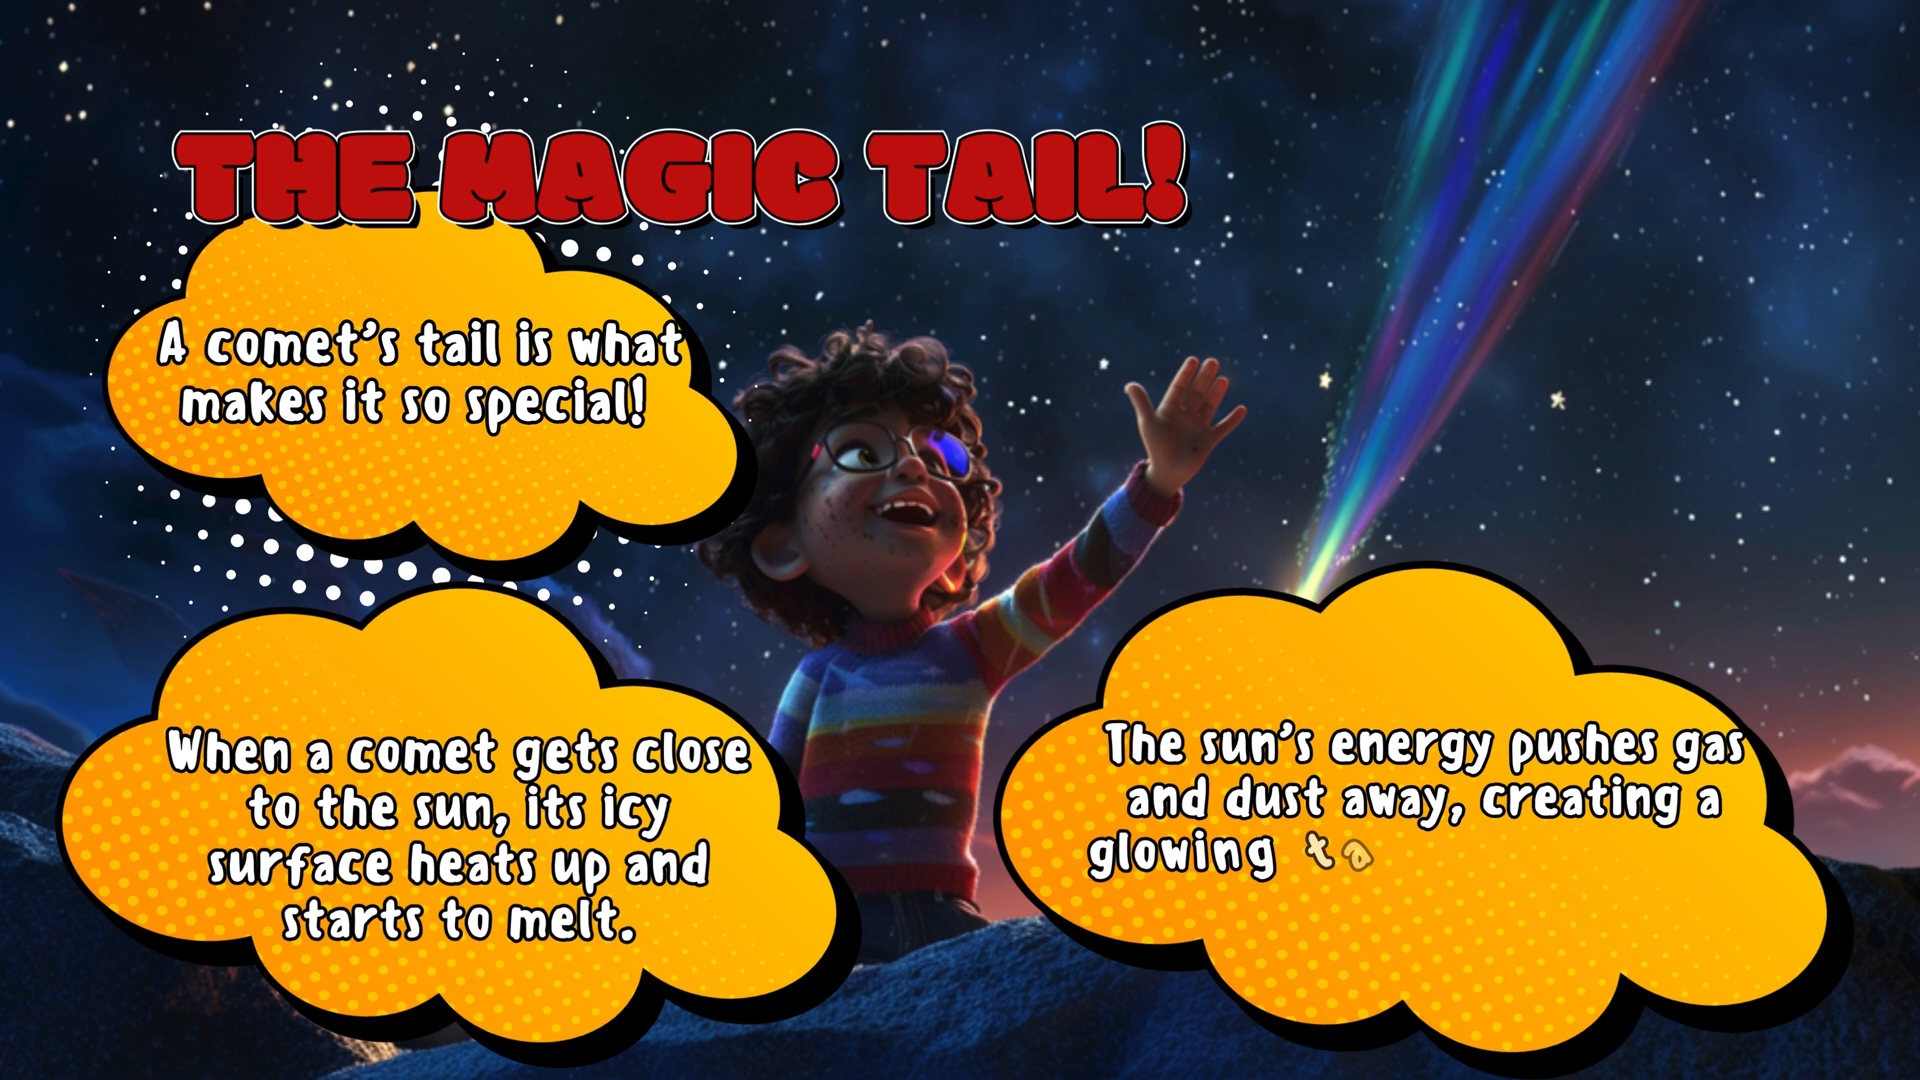 THE MAGIC TAIL!
A comet's tail is what
makes it so special!
When a comet gets close
to the sun, its icy
surface heats up and
starts to melt.
The sun's energy pushes gas
and dust away, creating a
glowing ta